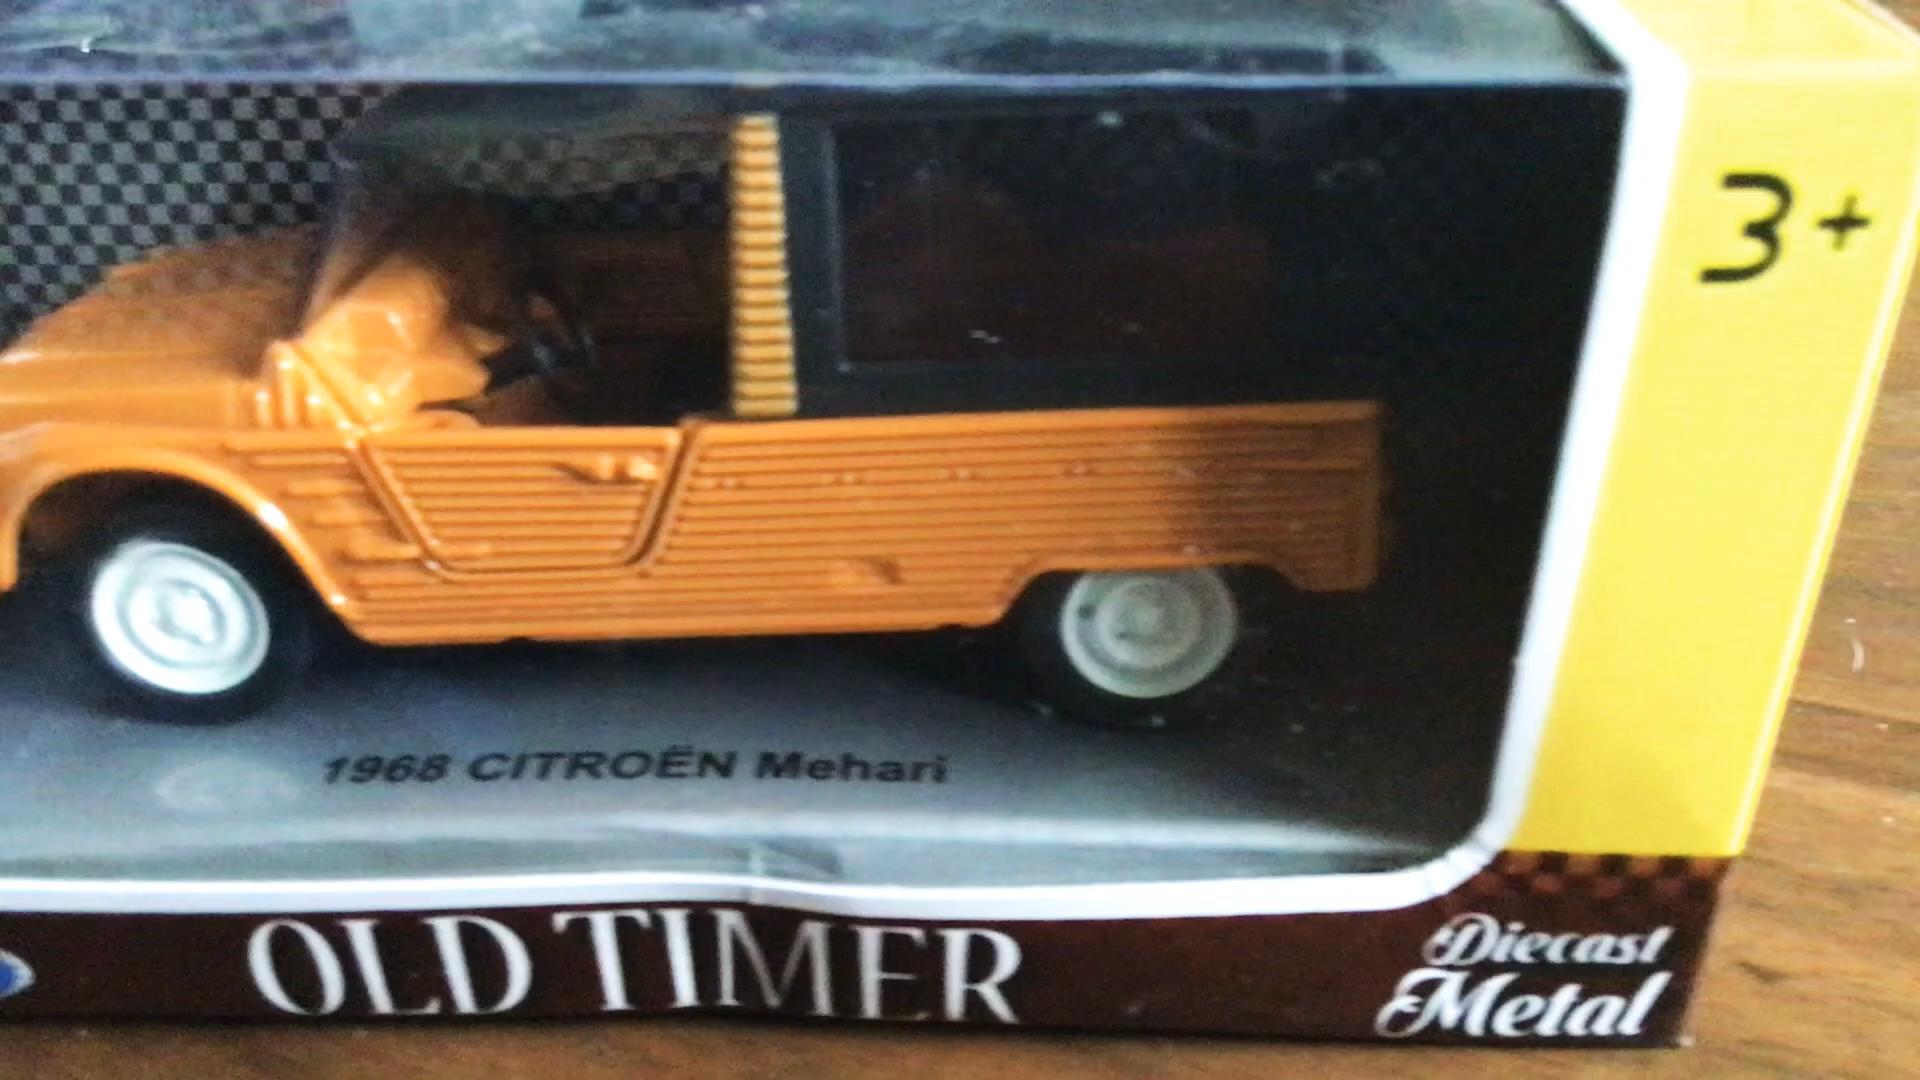 3+
1968 CITROËN Mehari
OLD TIMER
Diecast
Metal